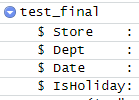 test_final
$ Store :
$ Dept :
$ Date :
$ IsHoliday: